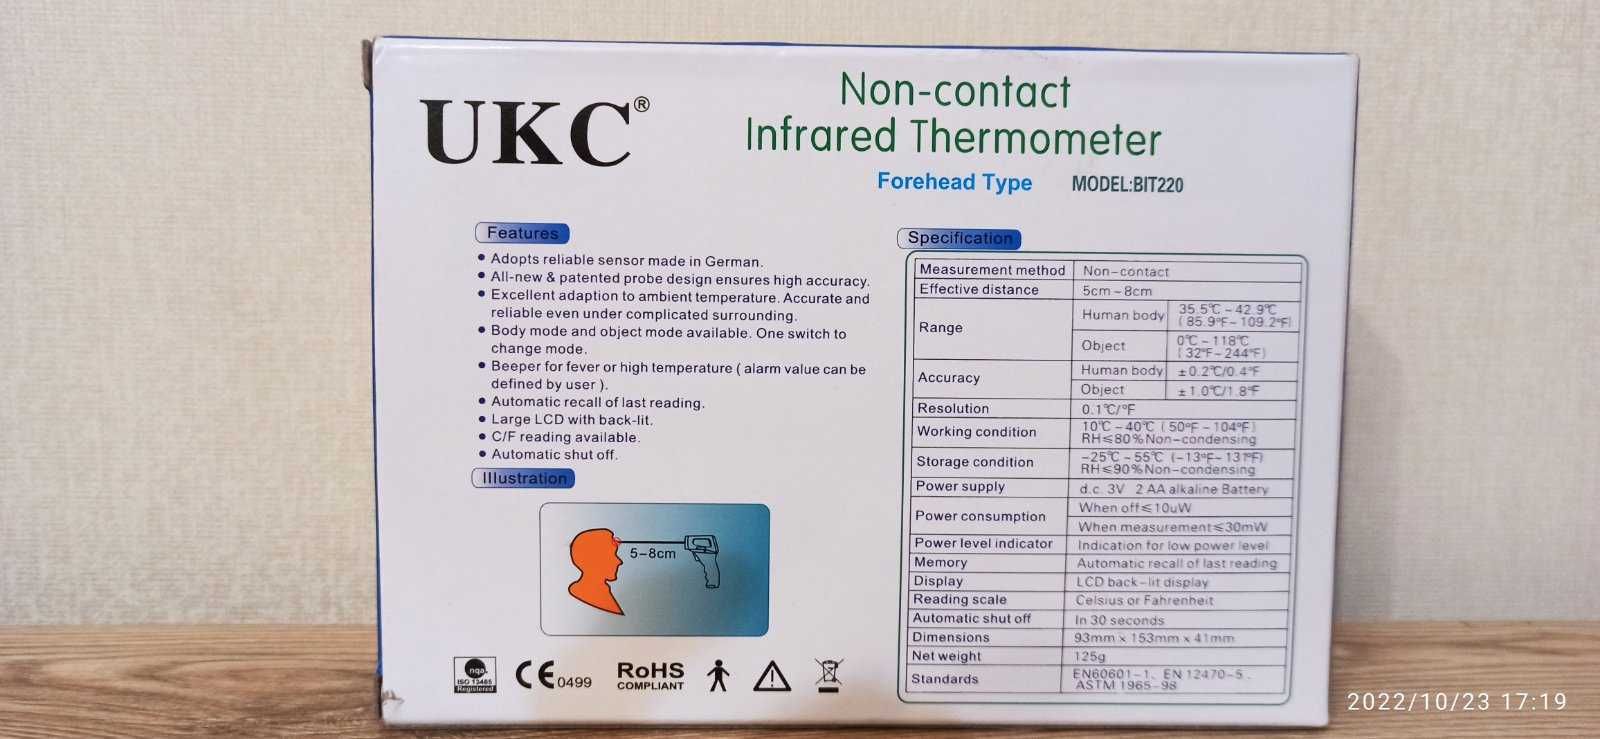 UKC®
Non-contact
Infrared Thermometer
Forehead Type MODEL:BIT220
Features
• Adopts reliable sensor made in German.
• All-new & patented probe design ensures high accuracy.
• Excellent adaption to ambient temperature. Accurate and
reliable even under complicated surrounding.
• Body mode and object mode available. One switch to
change mode.
• Beeper for fever or high temperature ( alarm value can be
defined by user ).
• Automatic recall of last reading.
• Large LCD with back-lit.
• C/F reading available.
• Automatic shut off.
Illustration
5-8cm
nqa
ISO 13485
Registered
CE 0499
RoHS
COMPLIANT
Specification
Measurement method Non-contact
Effective distance 5cm~8cm
Range Human body 35.5℃~42.9℃
(85.9℉~109.2℉)
Object 0℃~118℃
(32℉~244℉)
Accuracy Human body ±0.2℃/0.4℉
Object ±1.0℃/1.8℉
Resolution 0.1℃/℉
Working condition 10℃~40℃ (50℉~104℉)
RH≤80%Non-condensing
Storage condition -25℃~55℃ (-13℉~131℉)
RH≤90%Non-condensing
Power supply d.c. 3V 2 AA alkaline Battery
Power consumption When off≤10uW
When measurement≤30mW
Power level indicator Indication for low power level
Memory Automatic recall of last reading
Display LCD back-lit display
Reading scale Celsius or Fahrenheit
Automatic shut off In 30 seconds
Dimensions 93mm x 153mm x 41mm
Net weight 125g
Standards EN60601-1、EN 12470-5、
ASTM 1965-98
2022/10/23 17:19